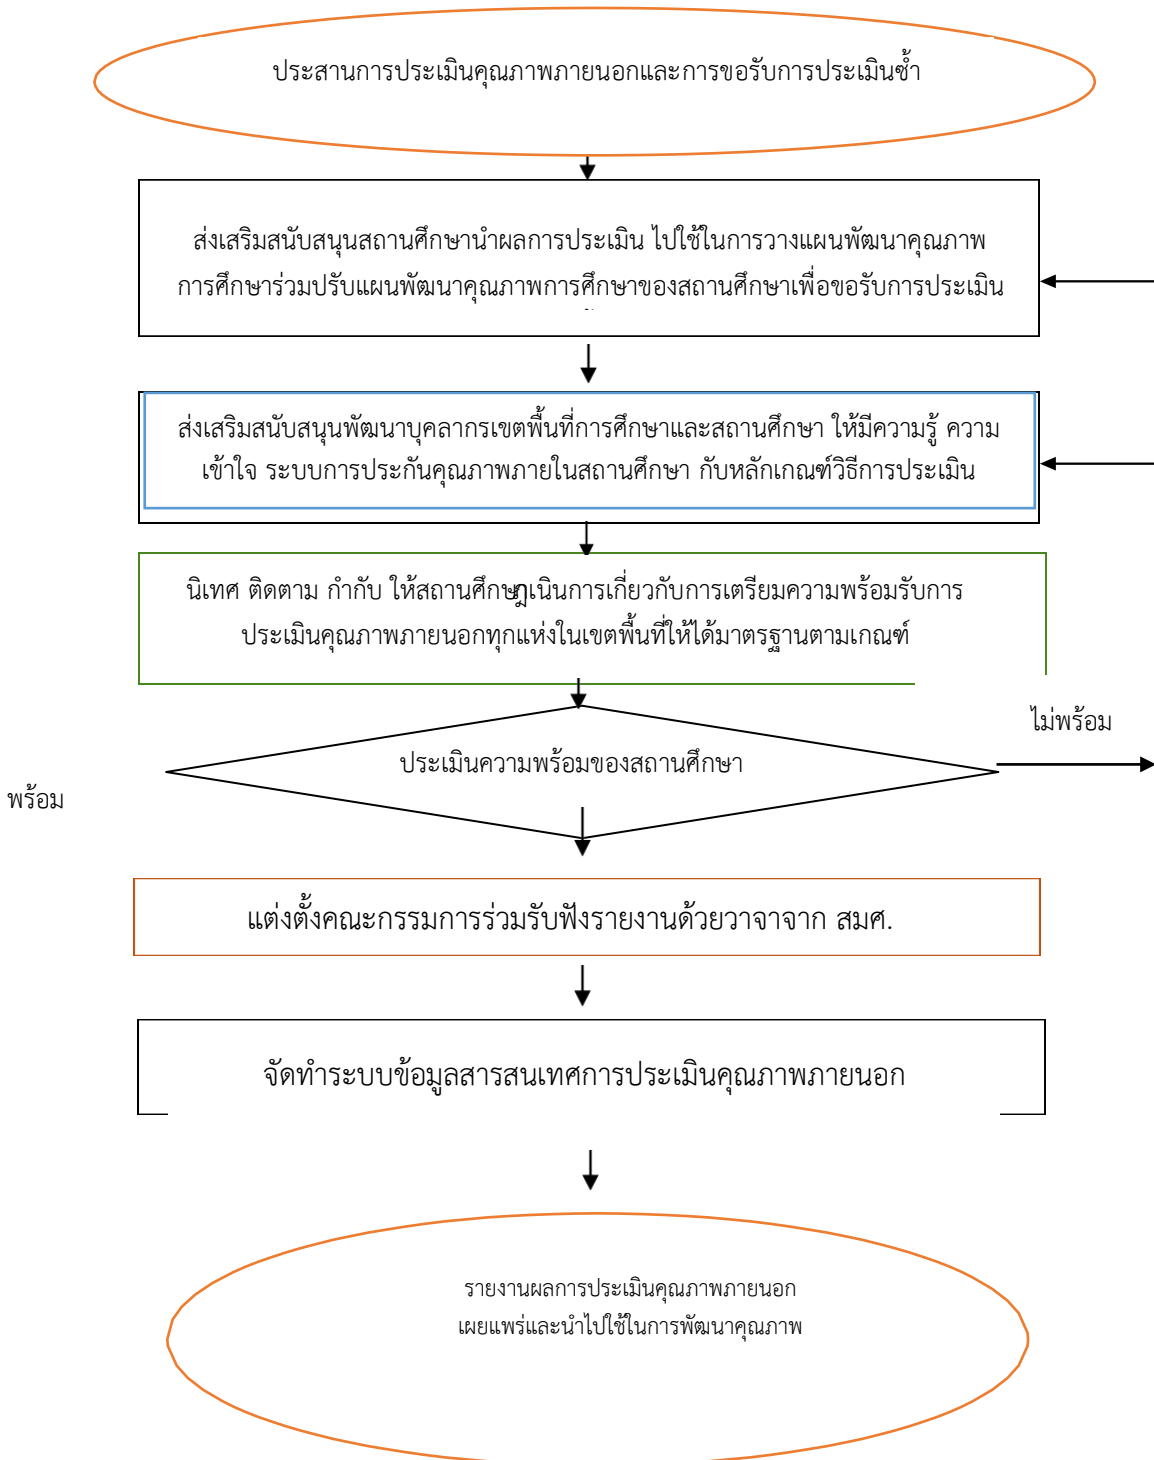 ประสานการประเมินคุณภาพภายนอกและการขอรับการประเมินซ้ำ
ส่งเสริมสนับสนุนสถานศึกษานำผลการประเมิน ไปใช้ในการวางแผนพัฒนาคุณภาพ
การศึกษาร่วมปรับแผนพัฒนาคุณภาพการศึกษาของสถานศึกษาเพื่อขอรับการประเมิน
ส่งเสริมสนับสนุนพัฒนาบุคลากรเขตพื้นที่การศึกษาและสถานศึกษา ให้มีความรู้ ความ
เข้าใจ ระบบการประกันคุณภาพภายในสถานศึกษา กับหลักเกณฑ์วิธีการประเมิน
นิเทศ ติดตาม กำกับ ให้สถานศึกษาเนินการเกี่ยวกับการเตรียมความพร้อมรับการ
ประเมินคุณภาพภายนอกทุกแห่งในเขตพื้นที่ให้ได้มาตรฐานตามเกณฑ์
ไม่พร้อม
ประเมินความพร้อมของสถานศึกษา
พร้อม
แต่งตั้งคณะกรรมการร่วมรับฟังรายงานด้วยวาจาจาก สมศ.
จัดทำระบบข้อมูลสารสนเทศการประเมินคุณภาพภายนอก
รายงานผลการประเมินคุณภาพภายนอก
เผยแพร่และนำไปใช้ในการพัฒนาคุณภาพ